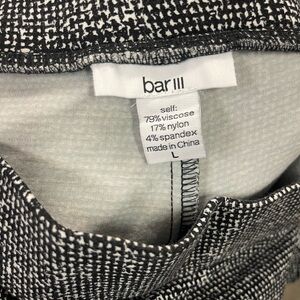 bar III
self:
79% viscose
17% nylon
4% spandex
made in China
L